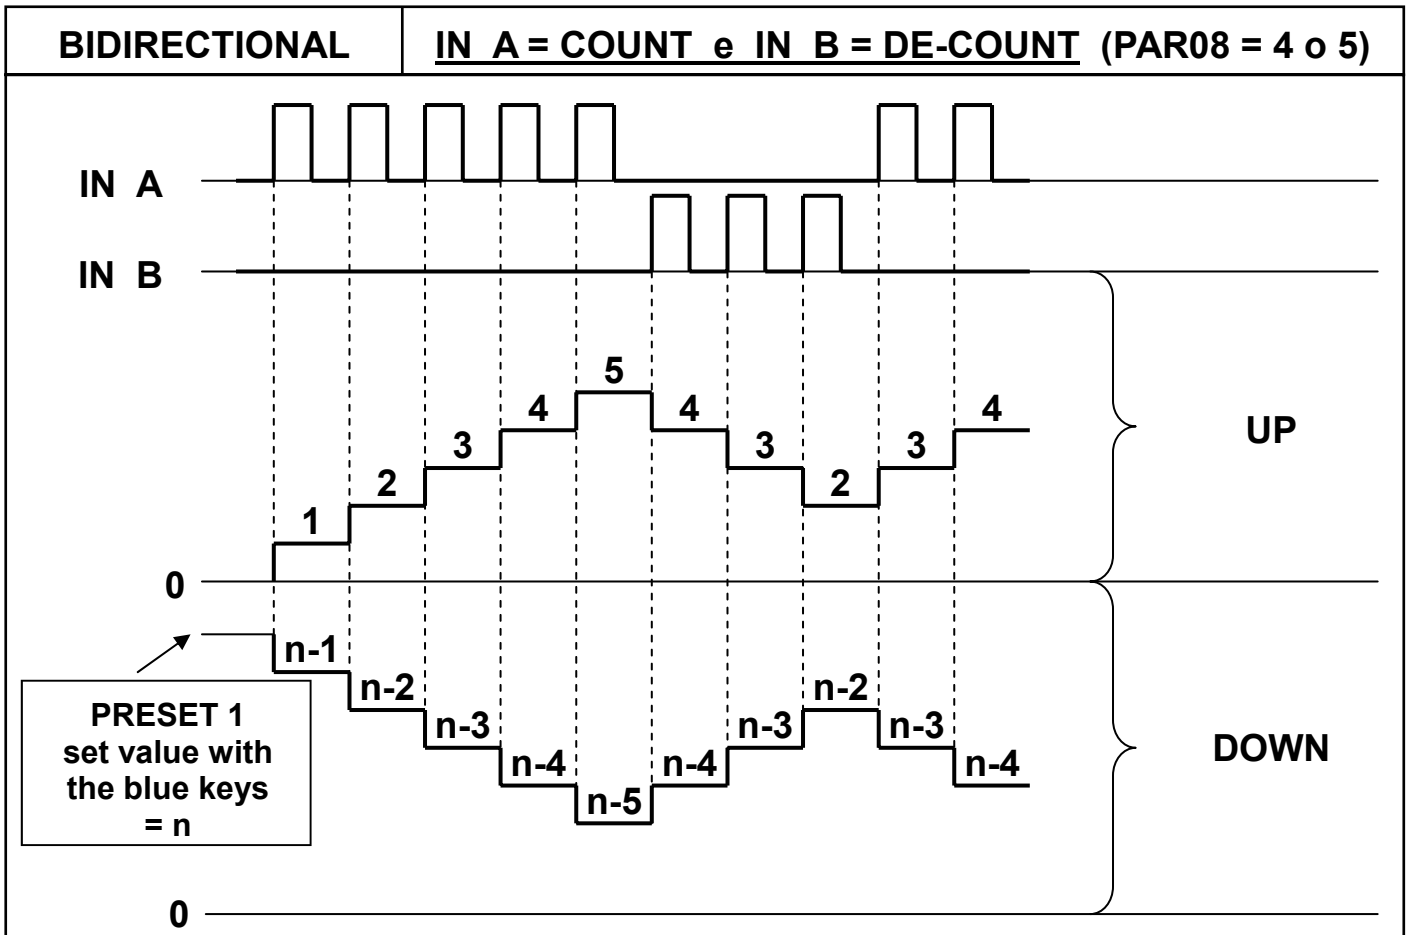 BIDIRECTIONAL
IN A = COUNT e IN B = DE-COUNT (PAR08 = 4 o 5)
IN A
IN B
5
4 4 4
3 3 3
2 2
1
UP
0
n-1
n-2 n-2
n-3 n-3 n-3
n-4 n-4 n-4
n-5
DOWN
PRESET 1
set value with
the blue keys
= n
0